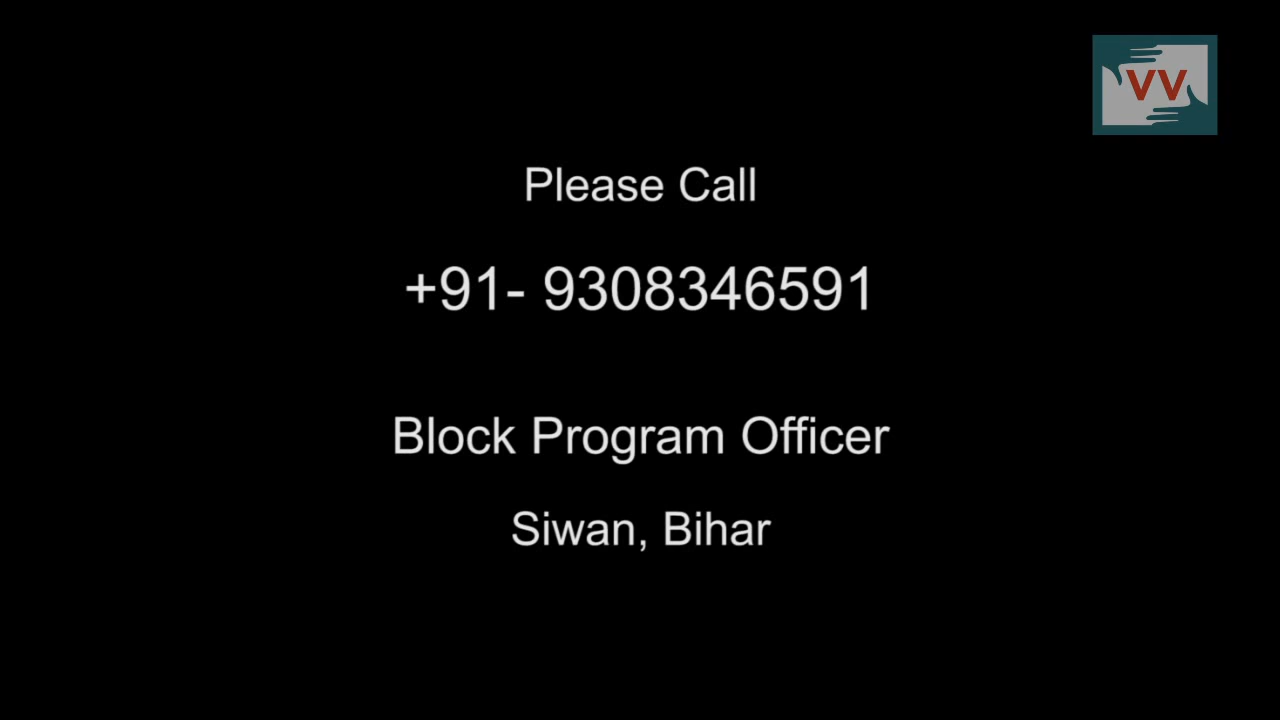 VV
Please Call
+91- 9308346591
Block Program Officer
Siwan, Bihar